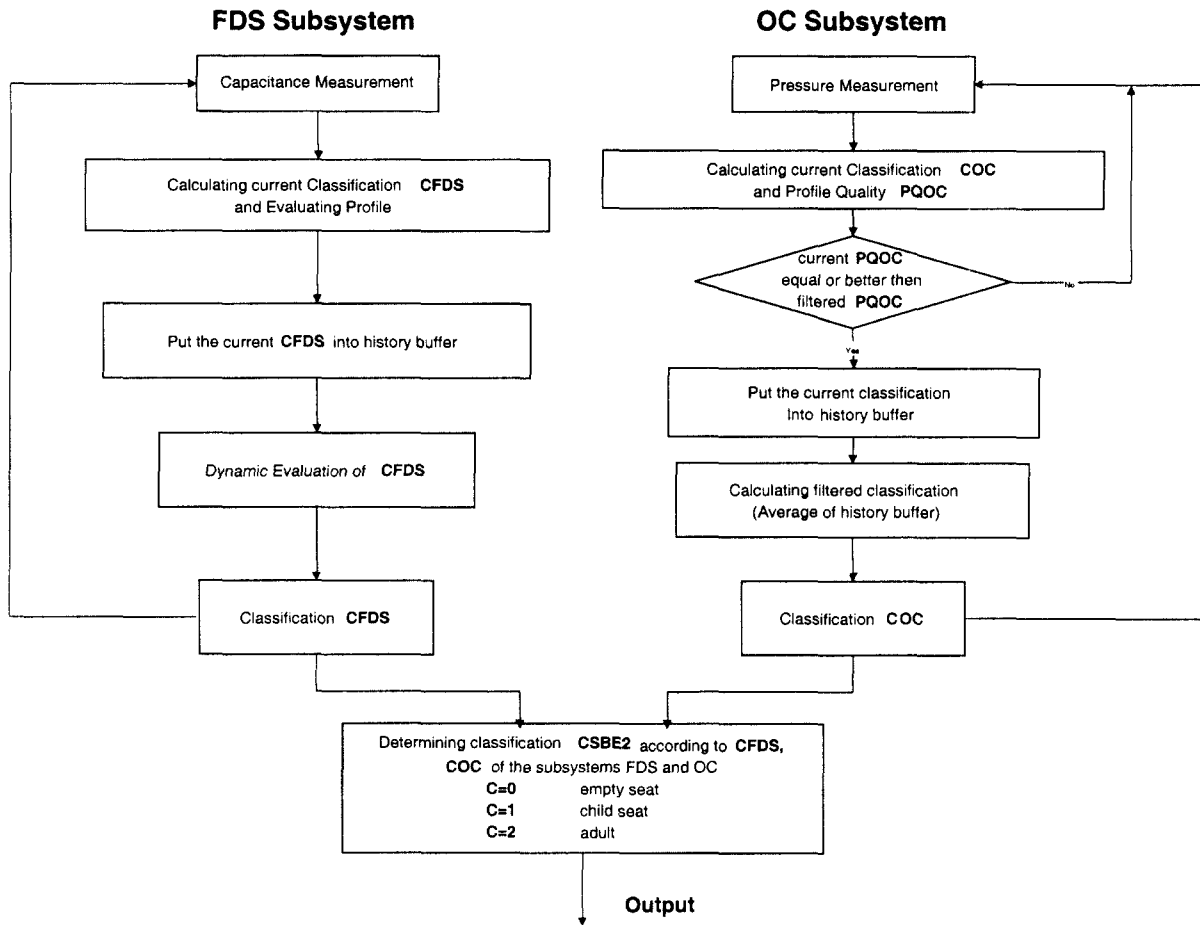 FDS Subsystem
Capacitance Measurement
Calculating current Classification CFDS
and Evaluating Profile
Put the current CFDS into history buffer
Dynamic Evaluation of CFDS
Classification CFDS
OC Subsystem
Pressure Measurement
Calculating current Classification COC
and Profile Quality PQOC
current PQOC
equal or better then
filtered PQOC
No
Yes
Put the current classification
Into history buffer
Calculating filtered classification
(Average of history buffer)
Classification COC
Determining classification CSBE2 according to CFDS,
COC of the subsystems FDS and OC
C=0 empty seat
C=1 child seat
C=2 adult
Output